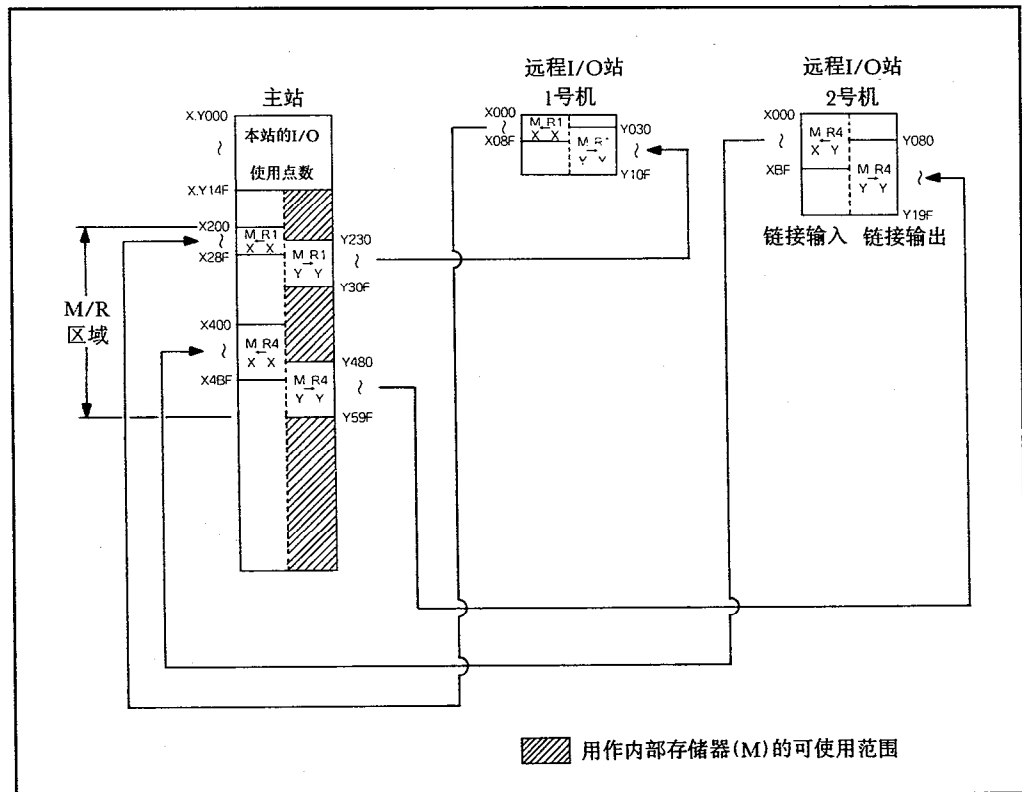 主站
X.Y000
~
本站的I/O
使用点数
X.Y14F
X200
~
X28F
M R1
X ← X
Y230
~
Y30F
M R1
Y → Y
M/R
区域
X400
~
X4BF
M R4
X ← X
Y480
~
Y59F
M R4
Y → Y
远程I/O站
1号机
X000
~
X08F
M R1
X ← X
Y030
~
Y10F
Y → Y
远程I/O站
2号机
X000
~
XBF
M R4
X ← X
Y080
~
Y19F
M R4
Y → Y
链接输入 链接输出
用作内部存储器(M)的可使用范围